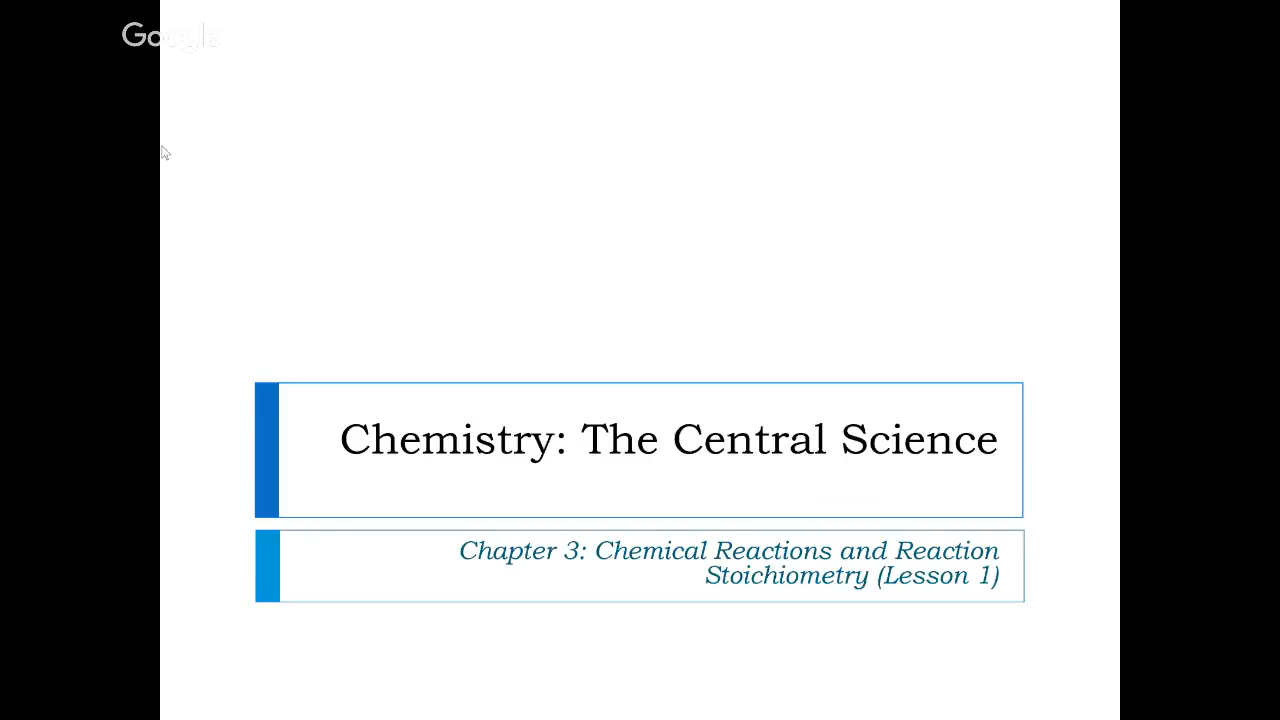 Google
Chemistry: The Central Science
Chapter 3: Chemical Reactions and Reaction
Stoichiometry (Lesson 1)